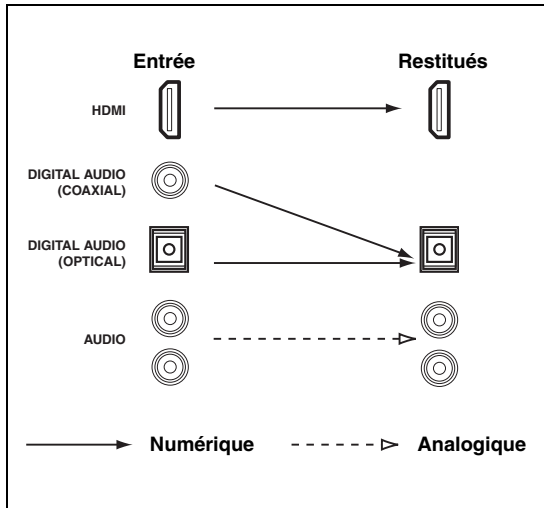 Entrée Restitués
HDMI
DIGITAL AUDIO
(COAXIAL)
DIGITAL AUDIO
(OPTICAL)
AUDIO
Numérique Analogique